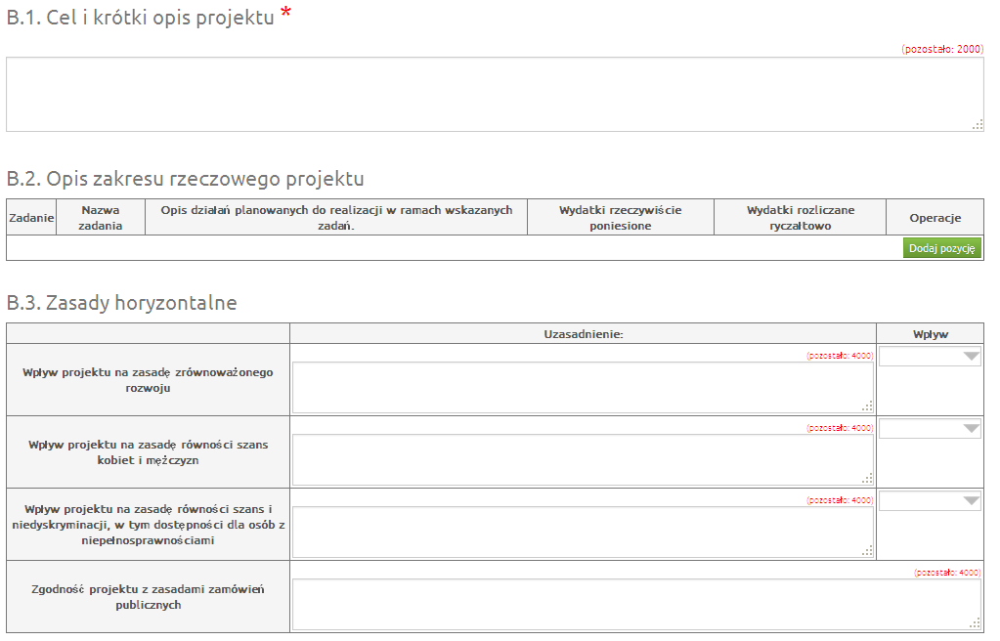 B.1. Cel i krótki opis projektu *
(pozostało: 2000)
B.2. Opis zakresu rzeczowego projektu
Zadanie
Nazwa
zadania
Opis działań planowanych do realizacji w ramach wskazanych
zadań.
Wydatki rzeczywiście
poniesione
Wydatki rozliczane
ryczałtowo
Operacje
Dodaj pozycję
B.3. Zasady horyzontalne
Uzasadnienie:
Wpływ
Wpływ projektu na zasadę zrównoważonego
rozwoju
(pozostało: 4000)
Wpływ projektu na zasadę równości szans
kobiet i mężczyzn
(pozostało: 4000)
Wpływ projektu na zasadę równości szans i
niedyskryminacji, w tym dostępności dla osób z
niepełnosprawnościami
(pozostało: 4000)
Zgodność projektu z zasadami zamówień
publicznych
(pozostało: 4000)